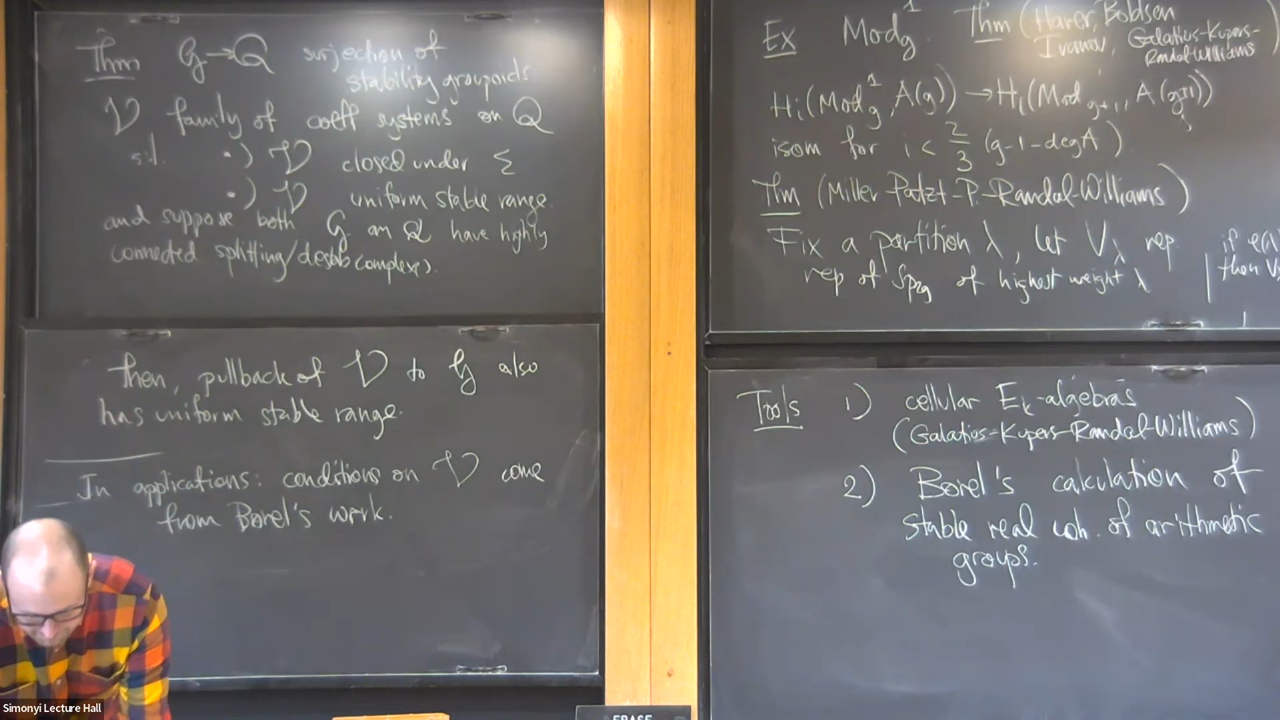 Thm G → Q surjection of
stability groupoids
V family of coeff systems on Q
s.t. •) V closed under Σ
•) V uniform stable range.
and suppose both G an Q have highly
connected splitting/destab complexes.
then, pullback of V to G also
has uniform stable range.
In applications: conditions on V come
from Borel's work.
Ex Mod_g^1. Thm (Harer, Boldsen
Ivanov, Galatius-Kupers-
Randal-Williams)
H_i(Mod_g^1, A(g)) → H_i(Mod_{g+1}, A(g+1))
isom for i < 2/3 (g-1-deg A)
Thm (Miller Patzt-P.-Randal-Williams)
Fix a partition λ, let V_λ rep
rep of Sp_2g of highest weight λ
then
Tools 1) cellular E_k-algebras
(Galatius-Kupers-Randal-Williams)
2) Borel's calculation of
stable real coh. of arithmetic
groups.
Simonyi Lecture Hall
ERASE